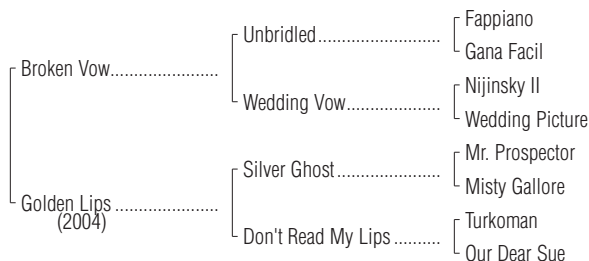 Fappiano
Unbridled..........................
Gana Facil
Broken Vow.......................
Nijinsky II
Wedding Vow....................
Wedding Picture
Mr. Prospector
Silver Ghost......................
Misty Gallore
Golden Lips ......................
(2004)
Turkoman
Don't Read My Lips ..........
Our Dear Sue